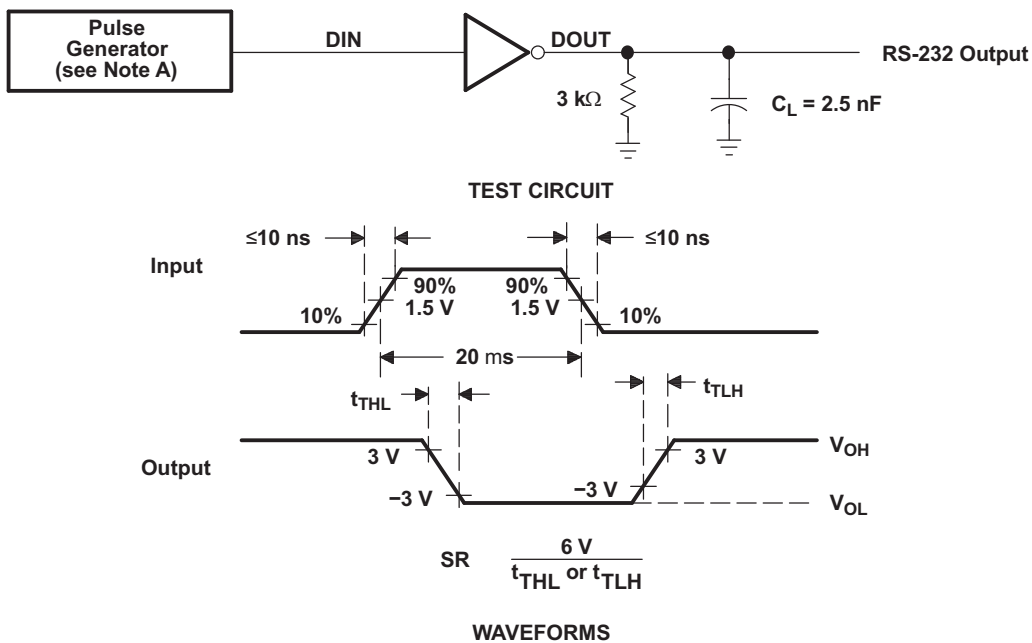 Pulse
Generator
(see Note A)
DIN
DOUT
RS-232 Output
3 kΩ
C_L = 2.5 nF
TEST CIRCUIT
≤10 ns
≤10 ns
Input
90%
90%
1.5 V
1.5 V
10%
10%
20 ms
t_THL
t_TLH
Output
3 V
3 V
V_OH
−3 V
−3 V
V_OL
SR
6 V
t_THL or t_TLH
WAVEFORMS